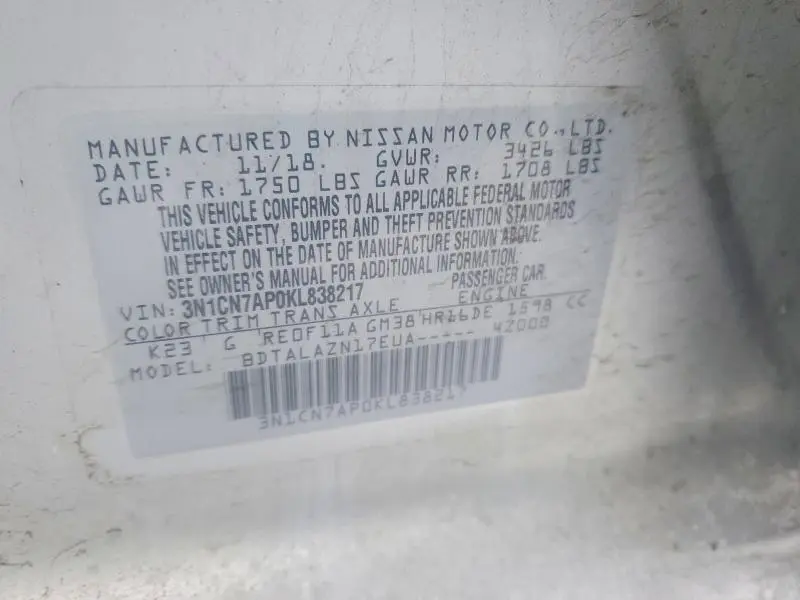 MANUFACTURED BY NISSAN MOTOR CO., LTD.
DATE: 11/18. GVWR: 3426 LBS
GAWR FR: 1750 LBS GAWR RR: 1708 LBS
THIS VEHICLE CONFORMS TO ALL APPLICABLE FEDERAL MOTOR
VEHICLE SAFETY, BUMPER AND THEFT PREVENTION STANDARDS
IN EFFECT ON THE DATE OF MANUFACTURE SHOWN ABOVE.
SEE OWNER'S MANUAL FOR ADDITIONAL INFORMATION.
VIN: 3N1CN7AP0KL838217 PASSENGER CAR
COLOR TRIM TRANS AXLE ENGINE
K23 G RE0F11A GM38 HR16DE 1598 CC
MODEL: BDTALAZN17EUA----- 42000
3N1CN7AP0KL838217